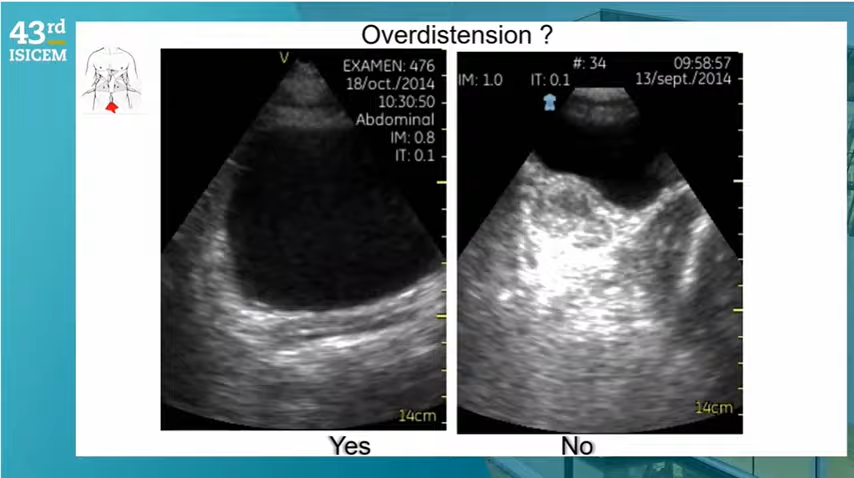 43rd
ISICEM
Overdistension ?
V
EXAMEN: 476
18/oct./2014
10:30:50
Abdominal
IM: 0.8
IT: 0.1
14cm
#: 34
09:58:57
IM: 1.0
IT: 0.1
13/sept./2014
14cm
Yes
No